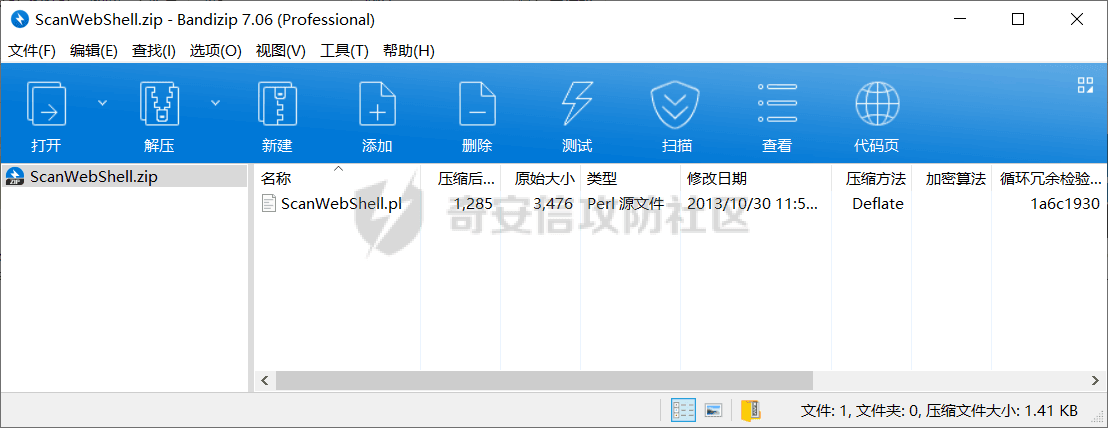 ScanWebShell.zip - Bandizip 7.06 (Professional)
文件(F) 编辑(E) 查找(I) 选项(O) 视图(V) 工具(T) 帮助(H)
打开 解压 新建 添加 删除 测试 扫描 查看 代码页
ZIP ScanWebShell.zip
名称 压缩后... 原始大小 类型 修改日期 压缩方法 加密算法 循环冗余检验...
ScanWebShell.pl 1,285 3,476 Perl 源文件 2013/10/30 11:5... Deflate 1a6c1930
奇安信攻防社区
文件: 1, 文件夹: 0, 压缩文件大小: 1.41 KB